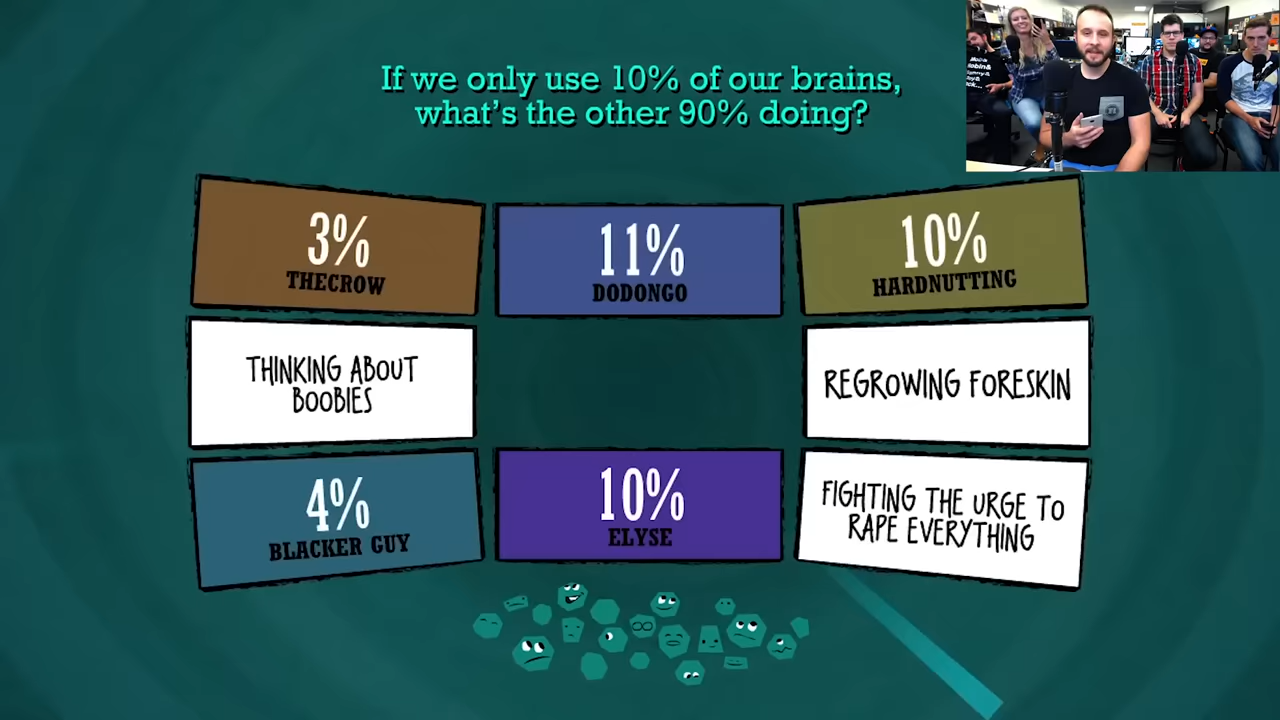 If we only use 10% of our brains,
what's the other 90% doing?
3%
THECROW
11%
DODONGO
10%
HARDNUTTING
THINKING ABOUT
BOOBIES
REGROWING FORESKIN
4%
BLACKER GUY
10%
ELYSE
FIGHTING THE URGE TO
RAPE EVERYTHING